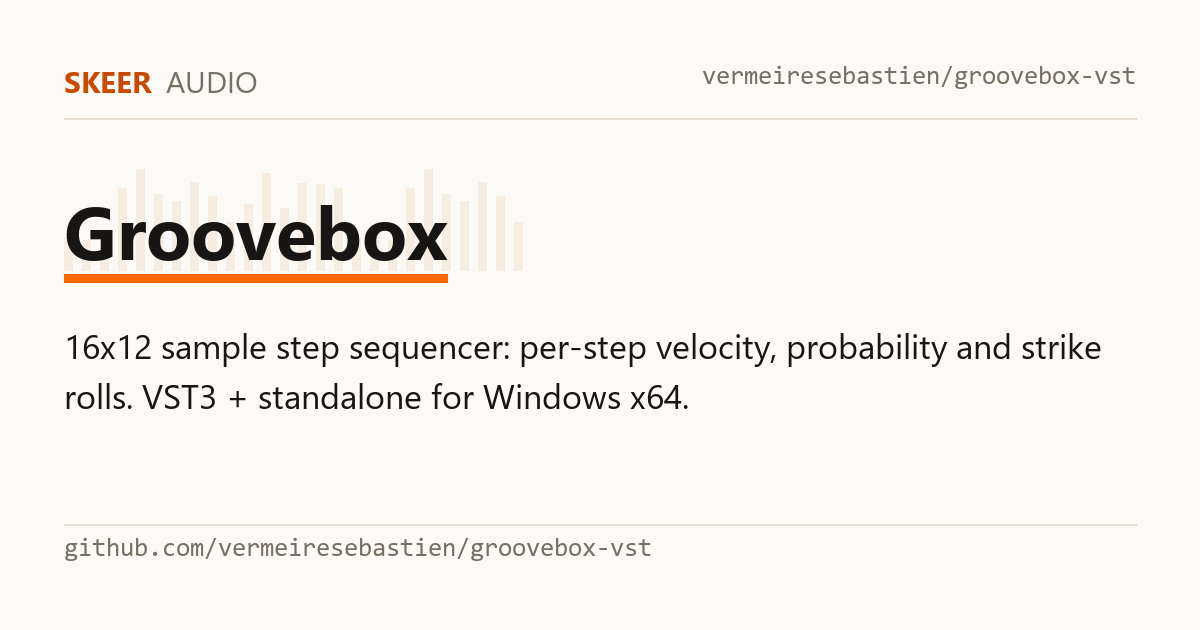 SKEER AUDIO
vermeiresebastien/groovebox-vst
Groovebox
16x12 sample step sequencer: per-step velocity, probability and strike
rolls. VST3 + standalone for Windows x64.
github.com/vermeiresebastien/groovebox-vst